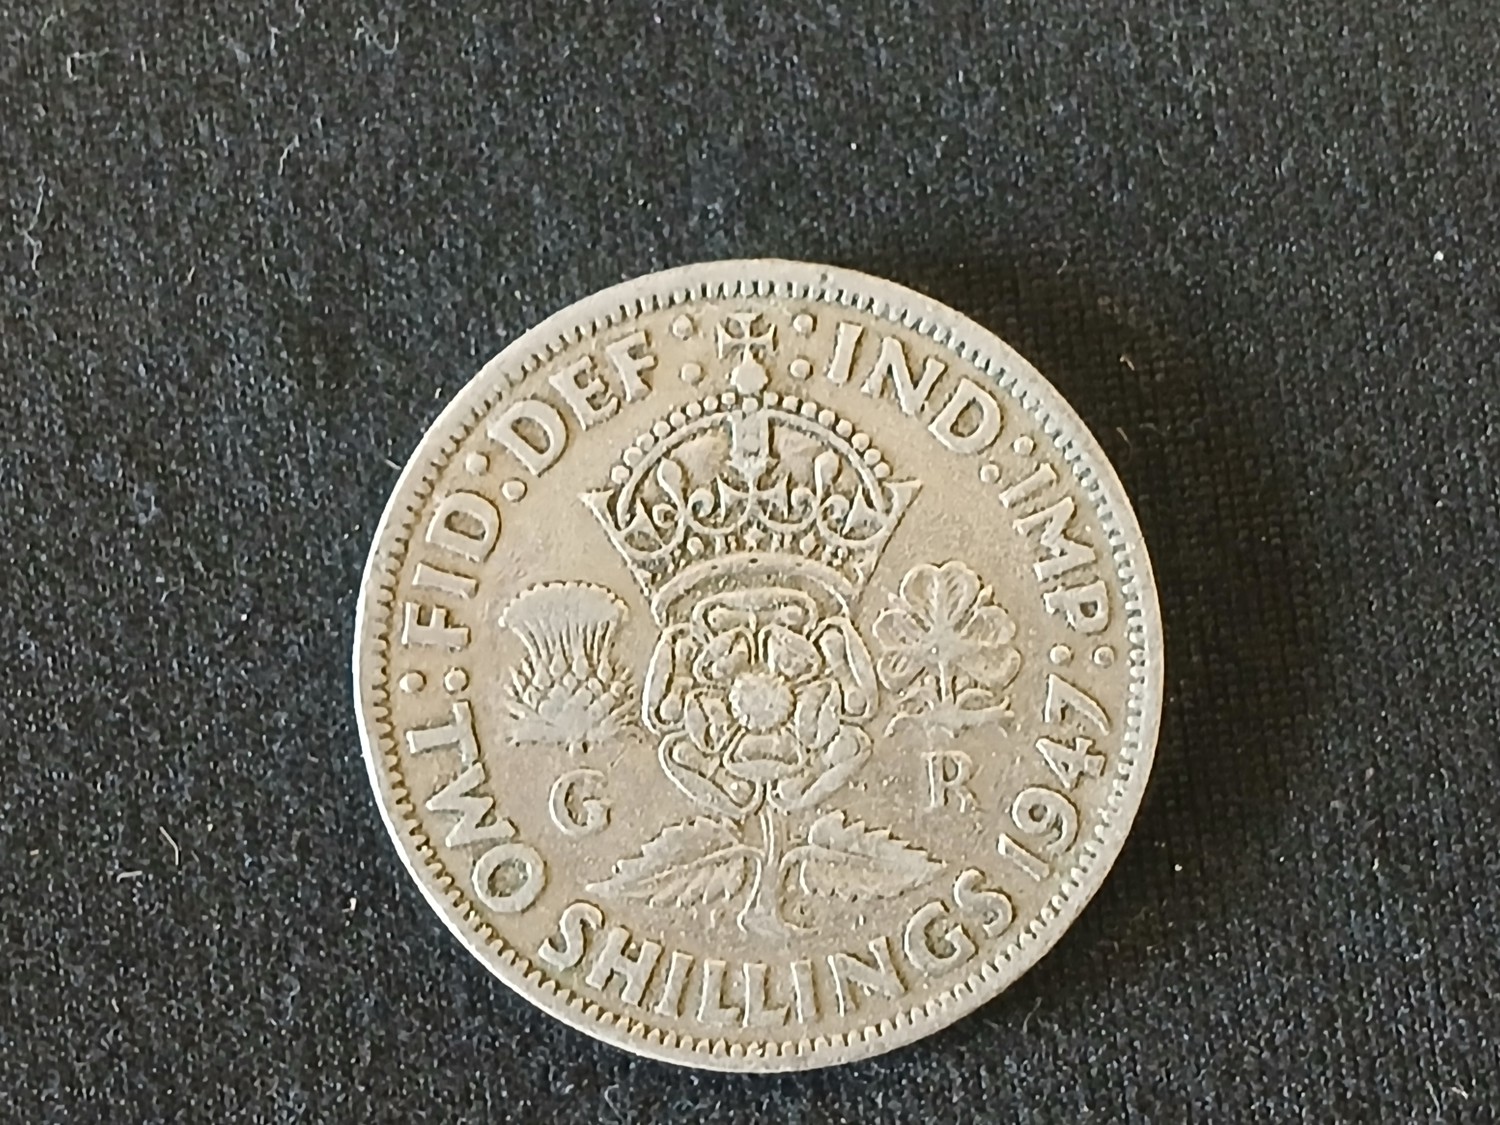 FID: DEF: :IND: IMP:
G R
TWO SHILLINGS 1947